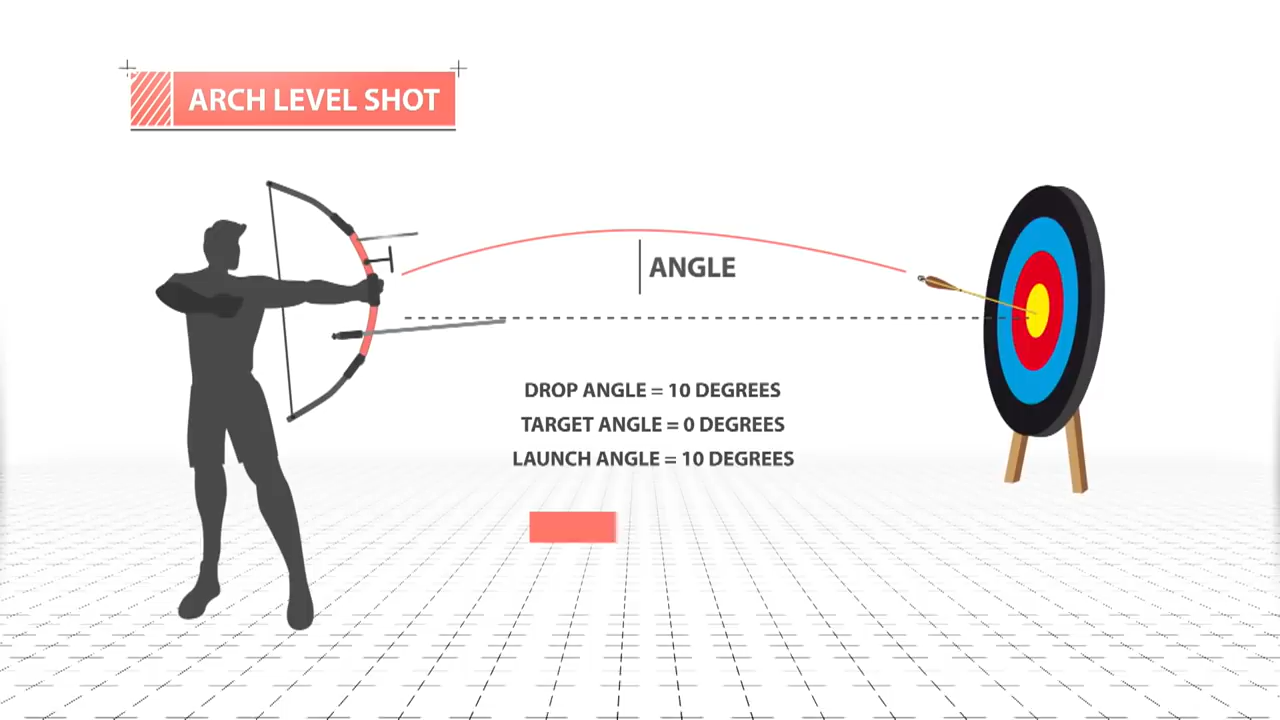 ARCH LEVEL SHOT
ANGLE
DROP ANGLE = 10 DEGREES
TARGET ANGLE = 0 DEGREES
LAUNCH ANGLE = 10 DEGREES